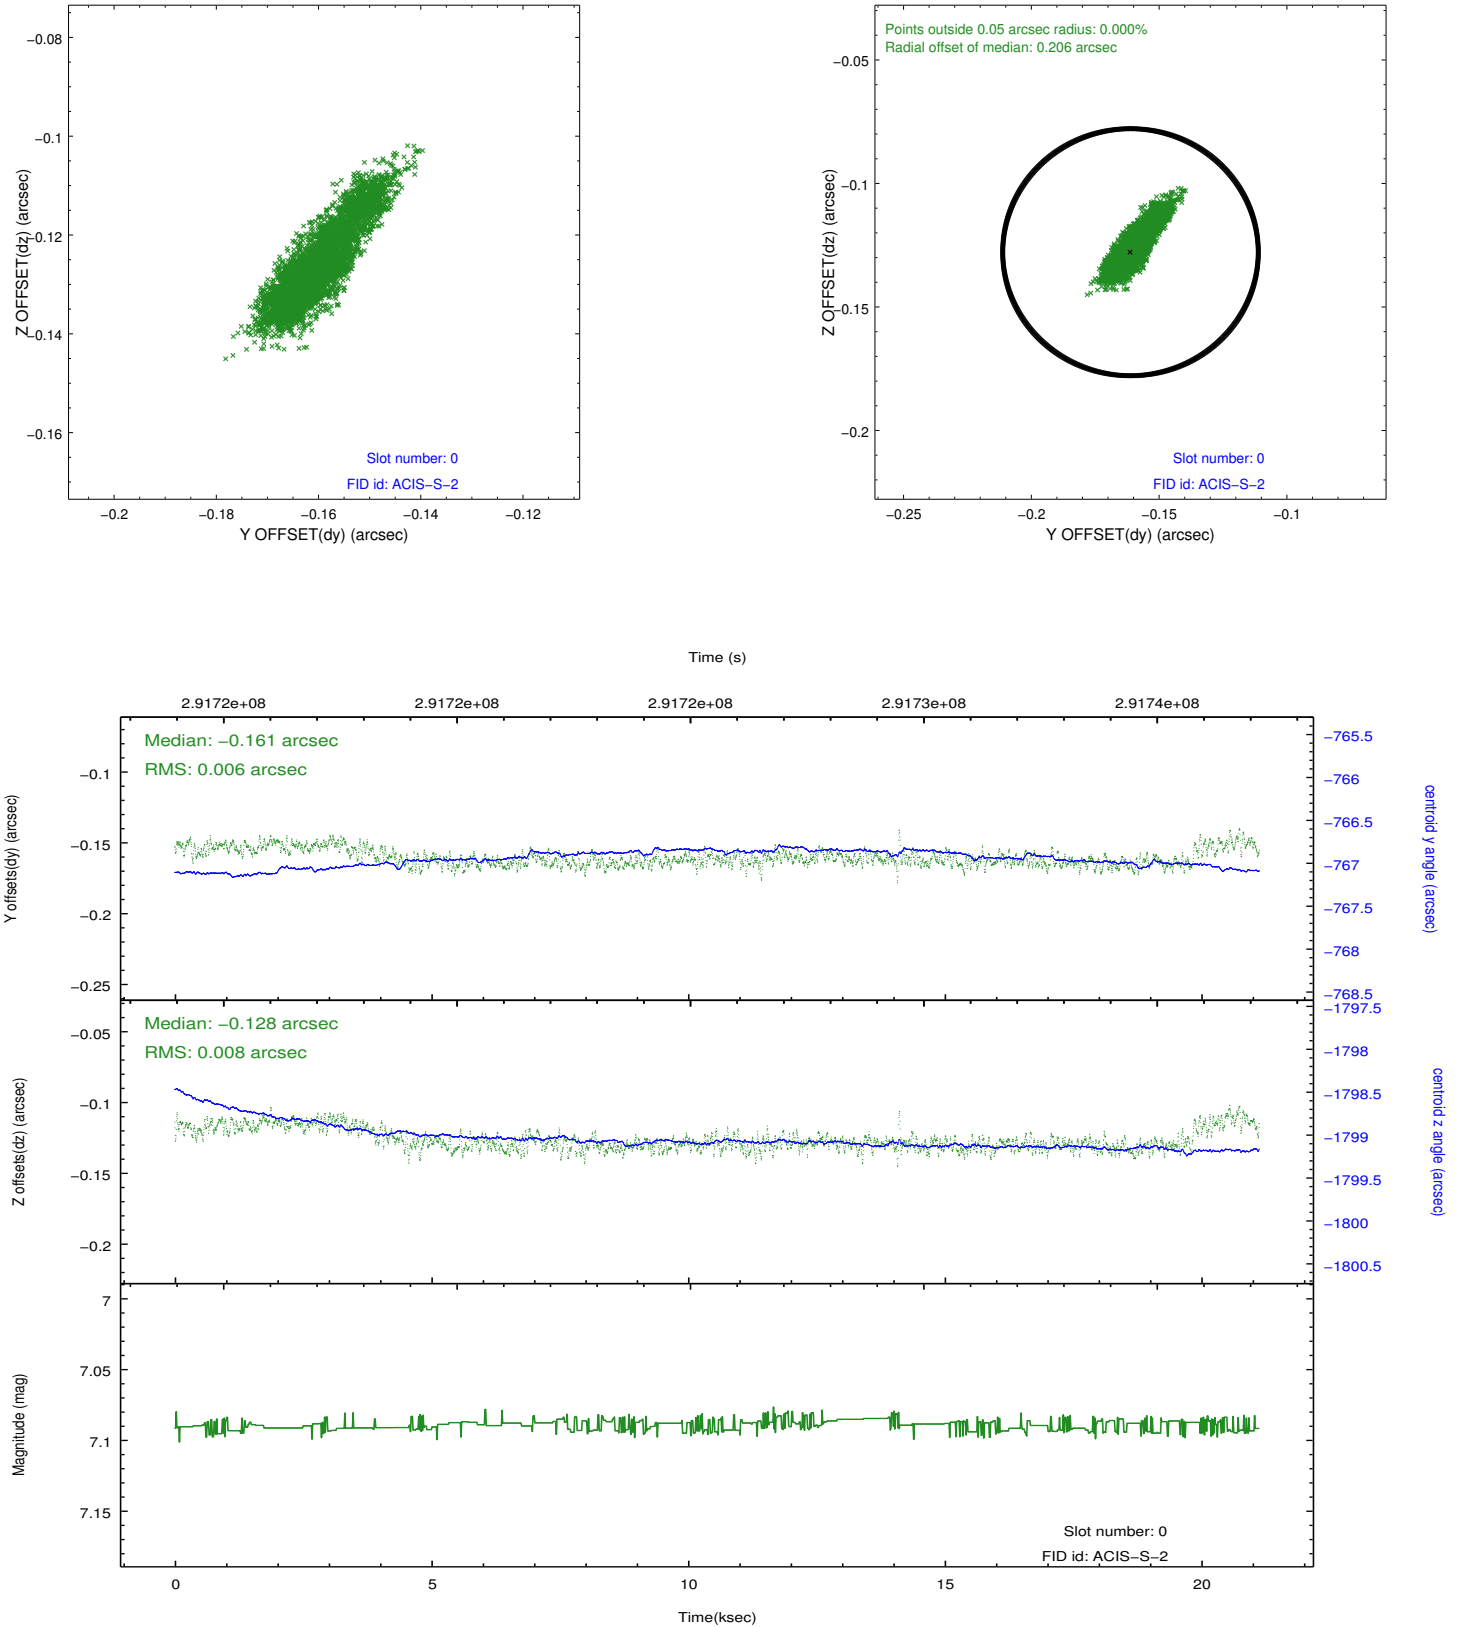 −0.08
−0.1
−0.12
−0.14
−0.16
Z OFFSET(dz) (arcsec)
Slot number: 0
FID id: ACIS−S−2
−0.2
−0.18
−0.16
−0.14
−0.12
Y OFFSET(dy) (arcsec)
Points outside 0.05 arcsec radius: 0.000%
Radial offset of median: 0.206 arcsec
−0.05
−0.1
−0.15
−0.2
Z OFFSET(dz) (arcsec)
Slot number: 0
FID id: ACIS−S−2
−0.25
−0.2
−0.15
−0.1
Y OFFSET(dy) (arcsec)
Time (s)
2.9172e+08
2.9172e+08
2.9172e+08
2.9173e+08
2.9174e+08
Median: −0.161 arcsec
RMS: 0.006 arcsec
−0.1
−0.15
−0.2
−0.25
Y offsets(dy) (arcsec)
−765.5
−766
−766.5
−767
−767.5
−768
−768.5
centroid y angle (arcsec)
Median: −0.128 arcsec
RMS: 0.008 arcsec
−0.05
−0.1
−0.15
−0.2
Z offsets(dz) (arcsec)
−1797.5
−1798
−1798.5
−1799
−1799.5
−1800
−1800.5
centroid z angle (arcsec)
7
7.05
7.1
7.15
Magnitude (mag)
Slot number: 0
FID id: ACIS−S−2
0
5
10
15
20
Time(ksec)